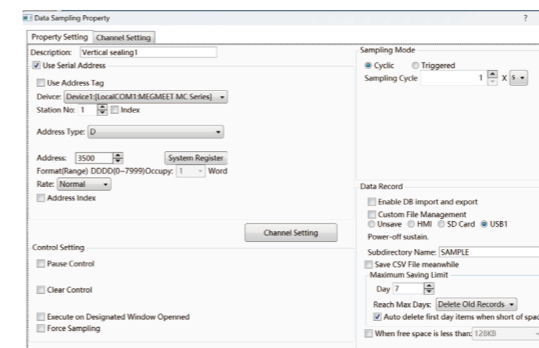 Data Sampling Property ?
Property Setting Channel Setting
Description: Vertical sealing1
Use Serial Address
Use Address Tag
Deivce: Device1:[LocalCOM1:MEGMEET MC Series]
Station No: 1 Index
Address Type: D
Address: 3500 System Register
Format(Range) DDDD(0~7999)Occupy: 1 Word
Rate: Normal
Address Index
Channel Setting
Control Setting
Pause Control
Clear Control
Execute on Designated Window Openned
Force Sampling
Sampling Mode
Cyclic Triggered
Sampling Cycle 1 X s
Data Record
Enable DB import and export
Custom File Management
Unsave HMI SD Card USB1
Power-off sustain.
Subdirectory Name: SAMPLE
Save CSV File meanwhile
Maximum Saving Limit
Day 7
Reach Max Days: Delete Old Records
Auto delete first day items when short of spac
When free space is less than: 128KB